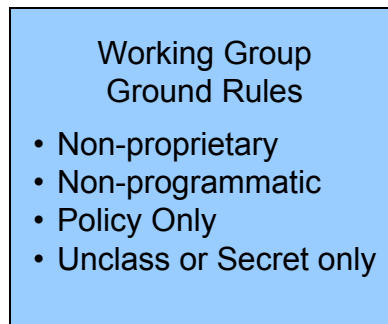 Working Group
Ground Rules
• Non-proprietary
• Non-programmatic
• Policy Only
• Unclass or Secret only